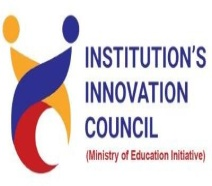 INSTITUTION'S
INNOVATION
COUNCIL
(Ministry of Education Initiative)